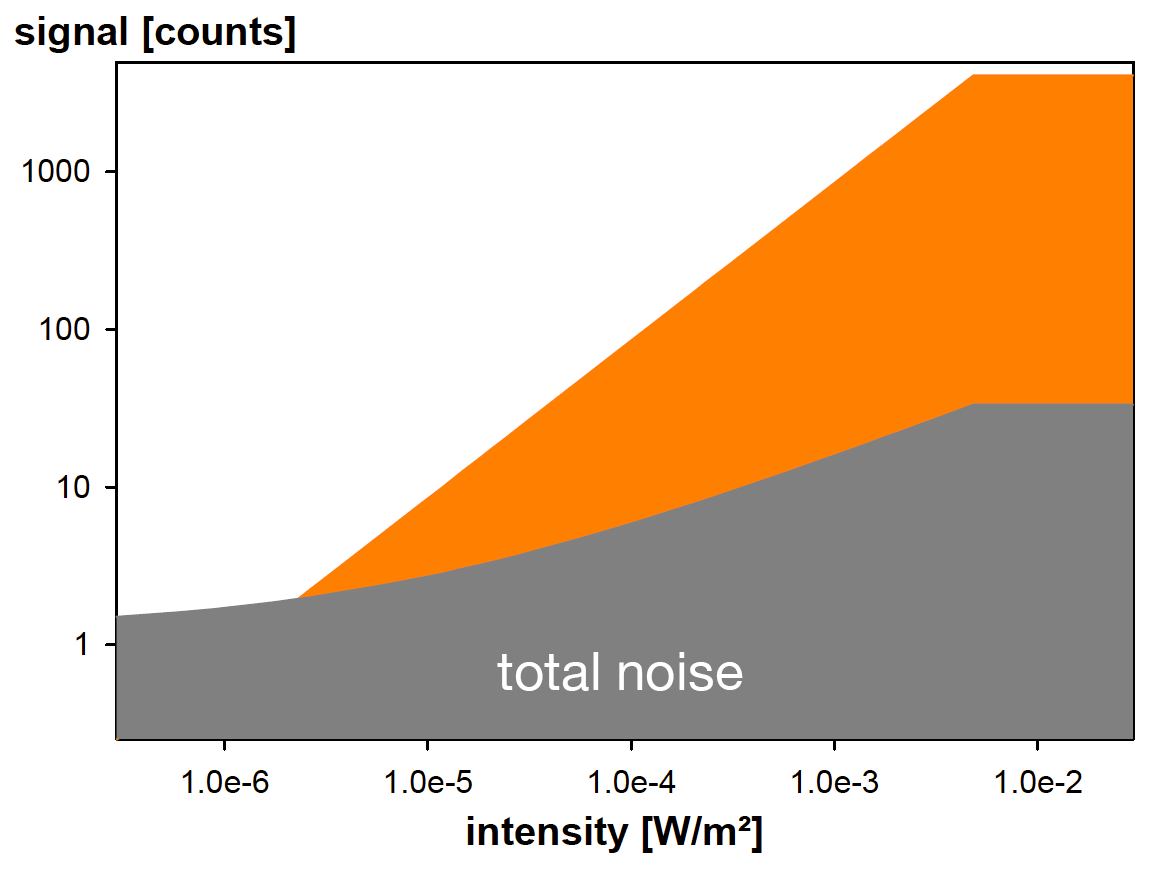 signal [counts]
1000
100
10
1
total noise
1.0e-6 1.0e-5 1.0e-4 1.0e-3 1.0e-2
intensity [W/m²]